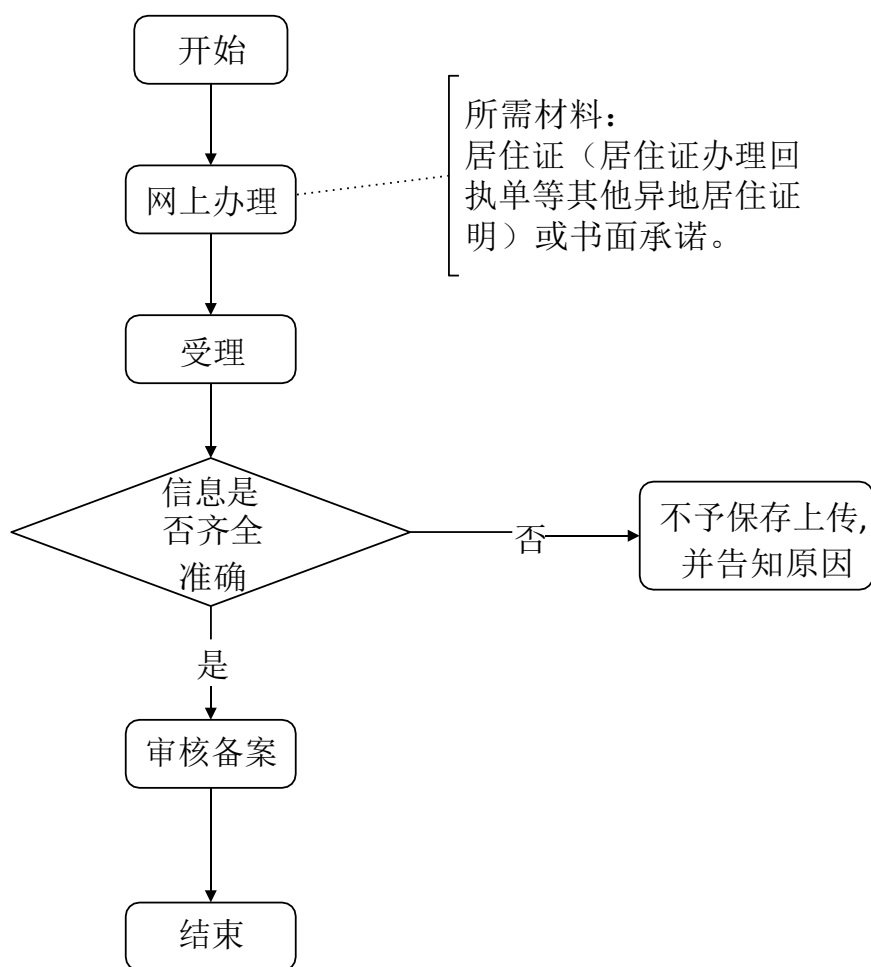 开始
所需材料：
居住证（居住证办理回
执单等其他异地居住证
明）或书面承诺。
网上办理
受理
信息是
否齐全
准确
否
不予保存上传,
并告知原因
是
审核备案
结束